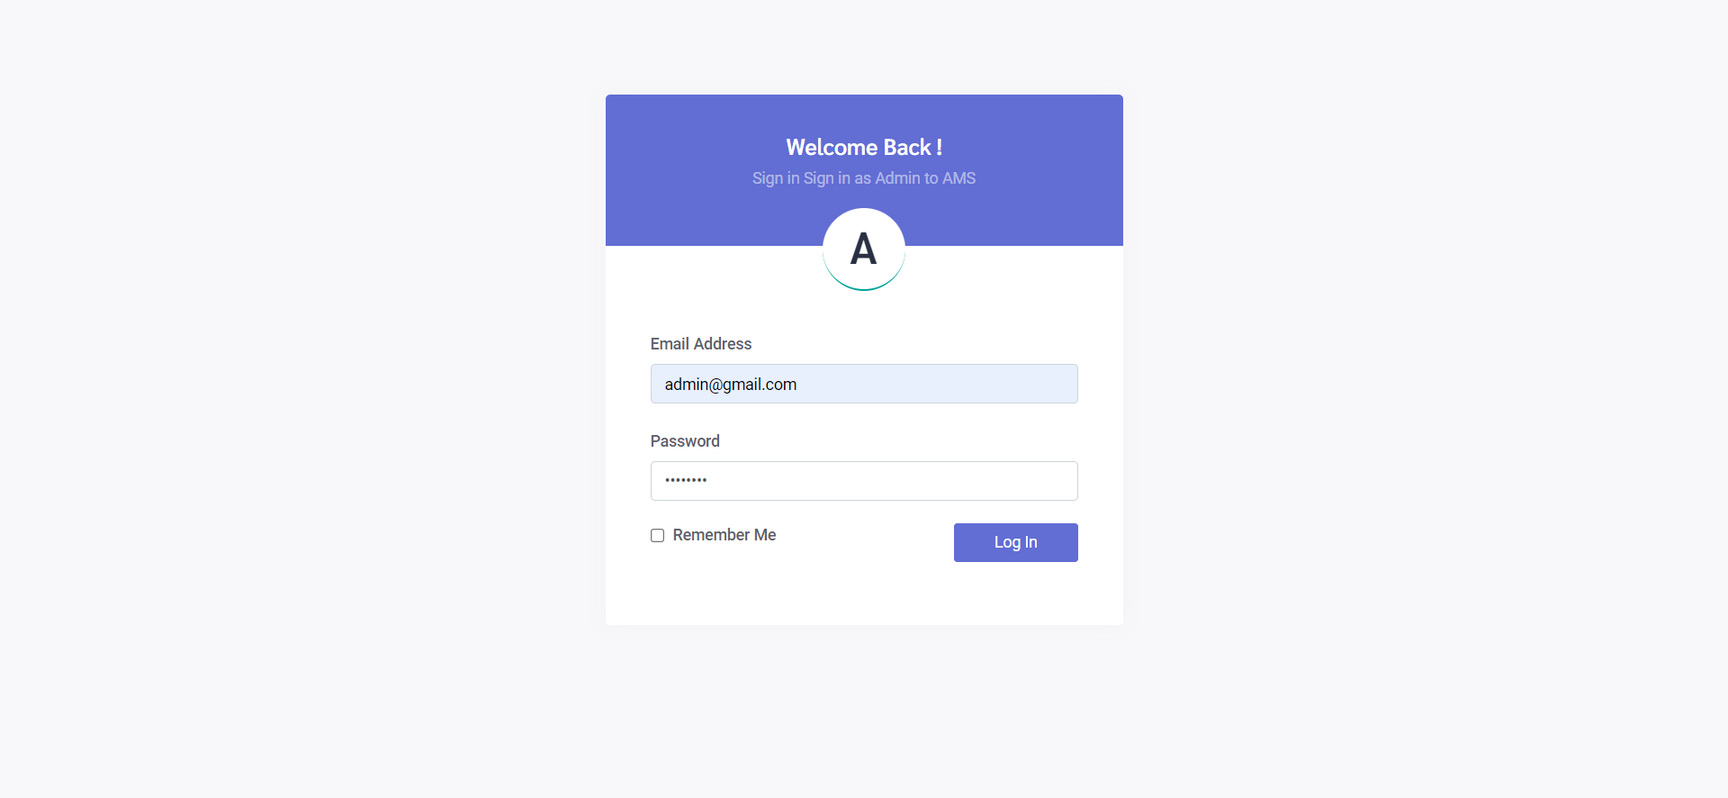 Welcome Back !
Sign in Sign in as Admin to AMS
A
Email Address
admin@gmail.com
Password
••••••••
Remember Me
Log In